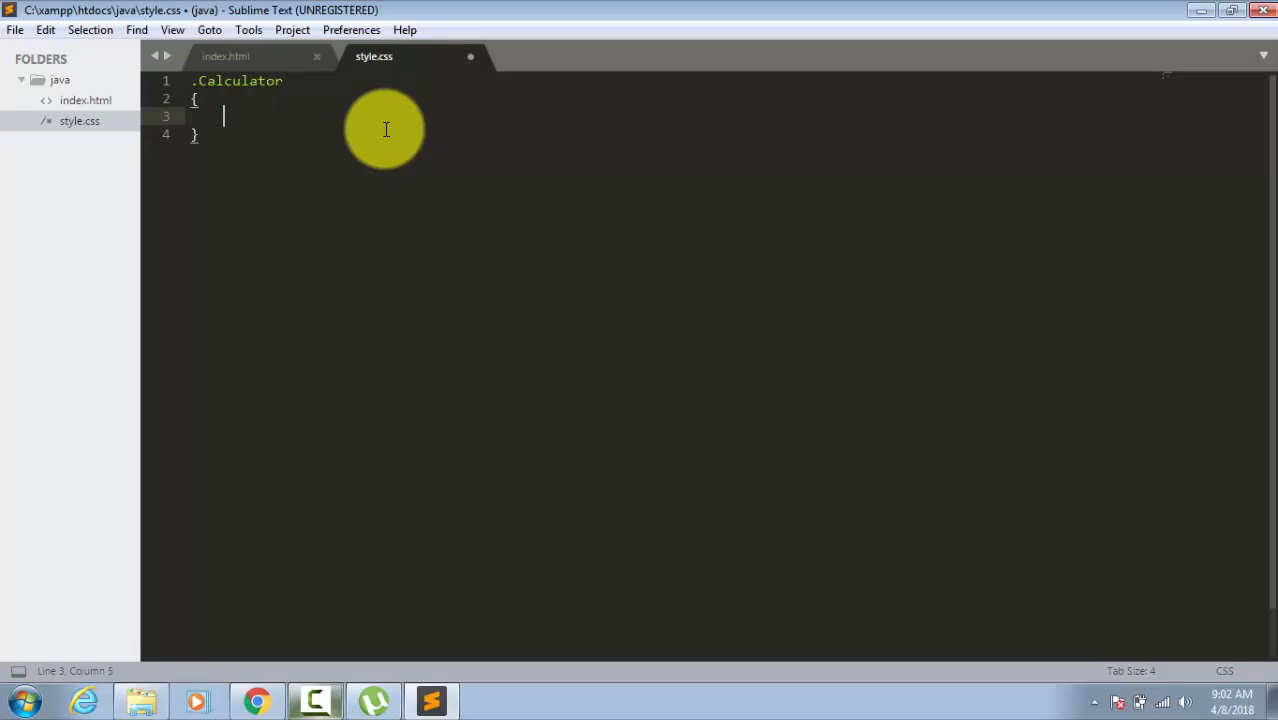 C:\xampp\htdocs\java\style.css • (java) - Sublime Text (UNREGISTERED)
File Edit Selection Find View Goto Tools Project Preferences Help
FOLDERS
java
<> index.html
/* style.css
index.html ×
style.css
1 .Calculator
2 {
3
4 }
Line 3, Column 5
Tab Size: 4
CSS
9:02 AM
4/8/2018